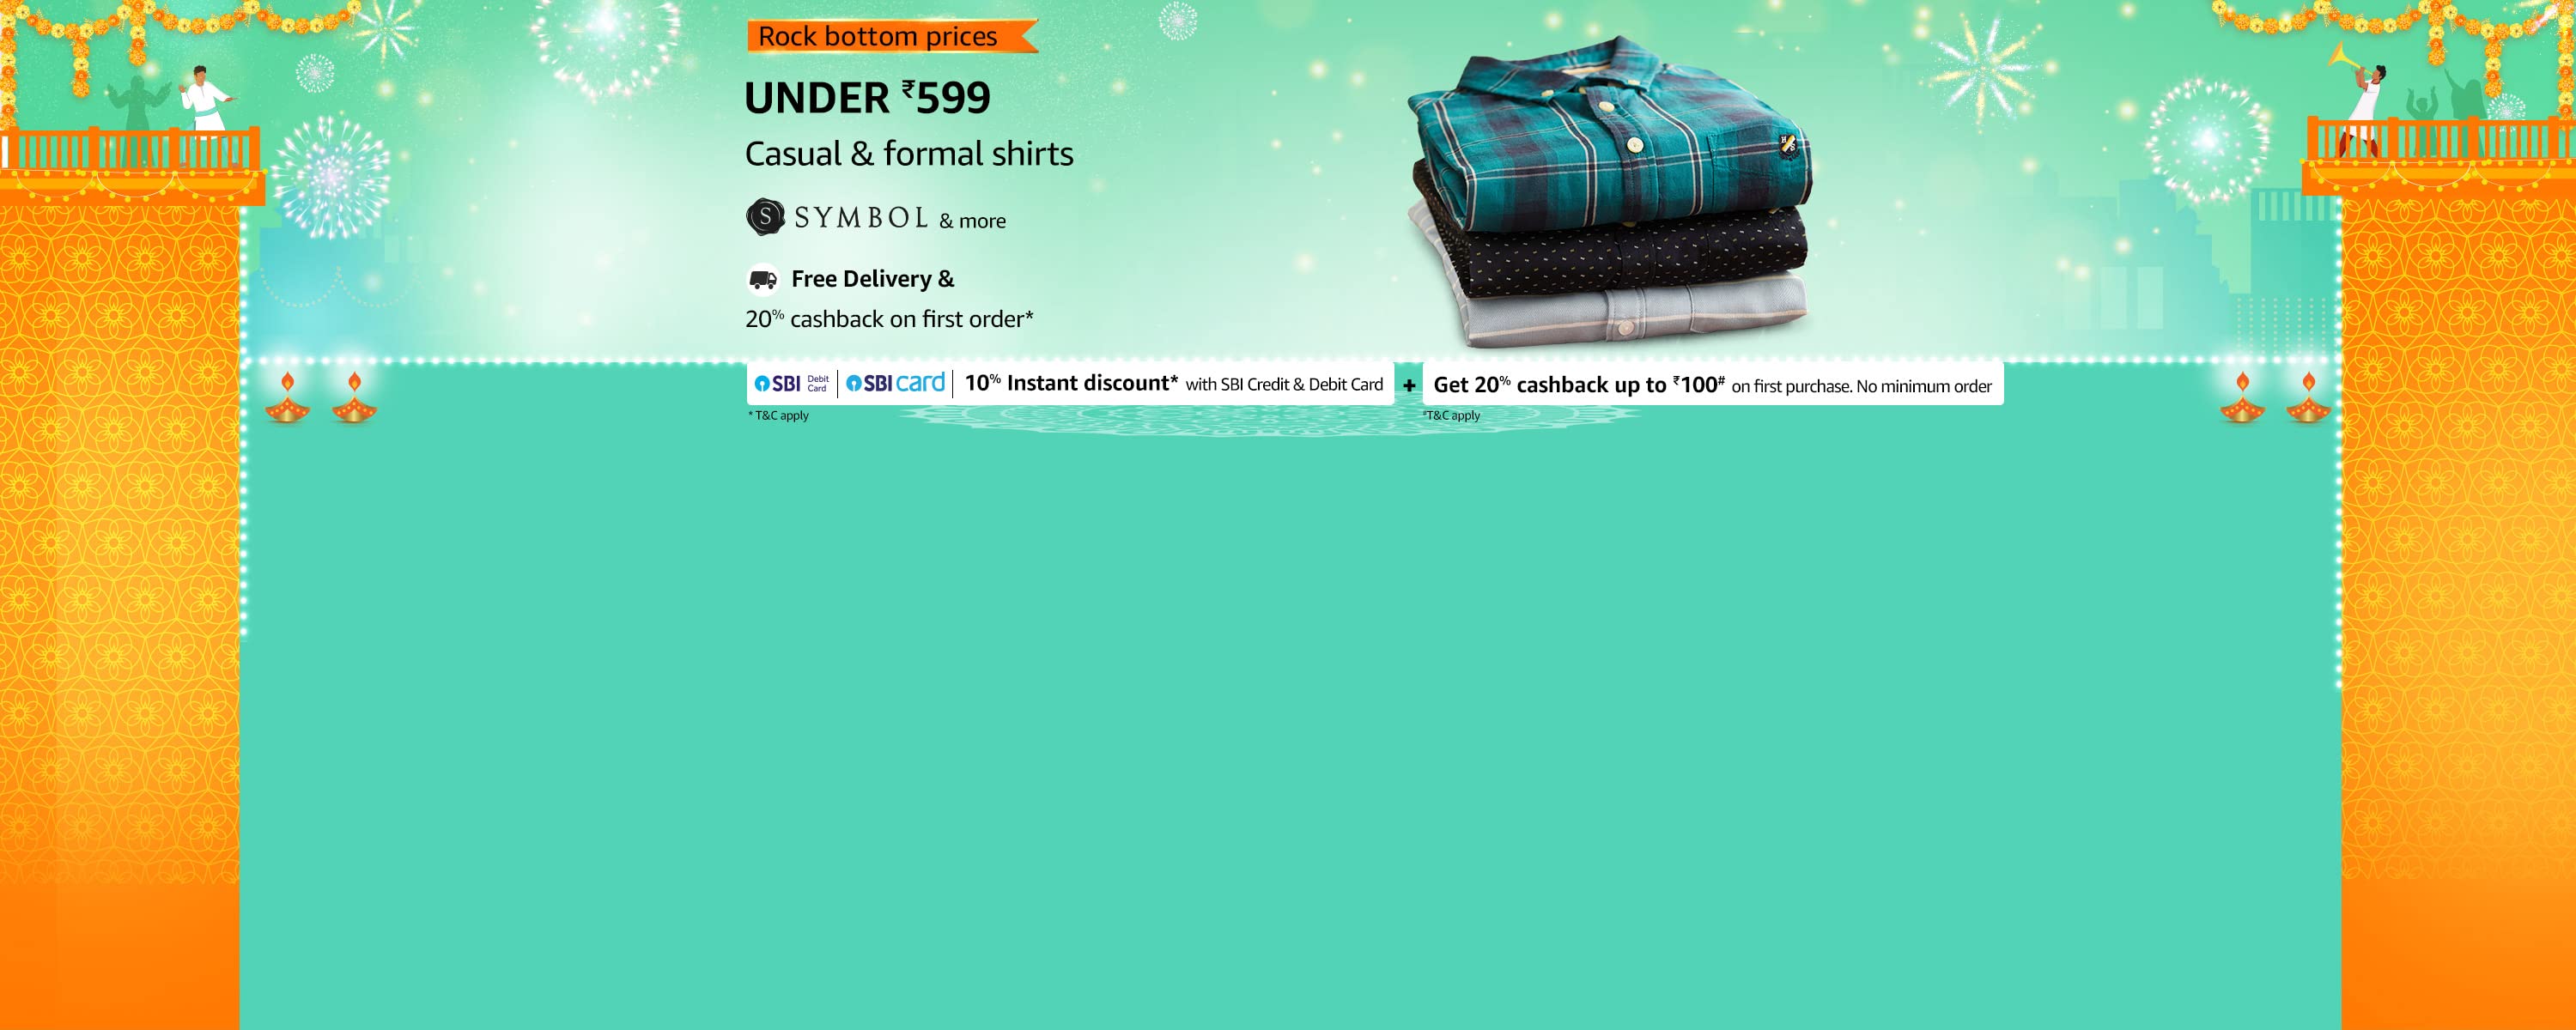 Rock bottom prices
UNDER ₹599
Casual & formal shirts
S SYMBOL & more
Free Delivery &
20% cashback on first order*
SBI Debit Card SBI card 10% Instant discount* with SBI Credit & Debit Card + Get 20% cashback up to ₹100# on first purchase. No minimum order
* T&C apply
#T&C apply